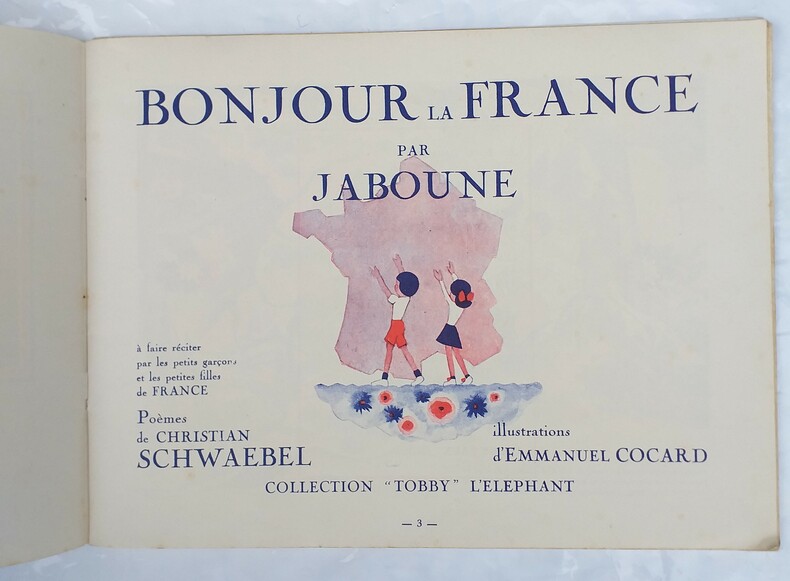 BONJOUR LA FRANCE
PAR
JABOUNE
à faire réciter
par les petits garçons
et les petites filles
de FRANCE
Poèmes
de CHRISTIAN
SCHWAEBEL
illustrations
d'EMMANUEL COCARD
COLLECTION "TOBBY" L'ELEPHANT
— 3 —